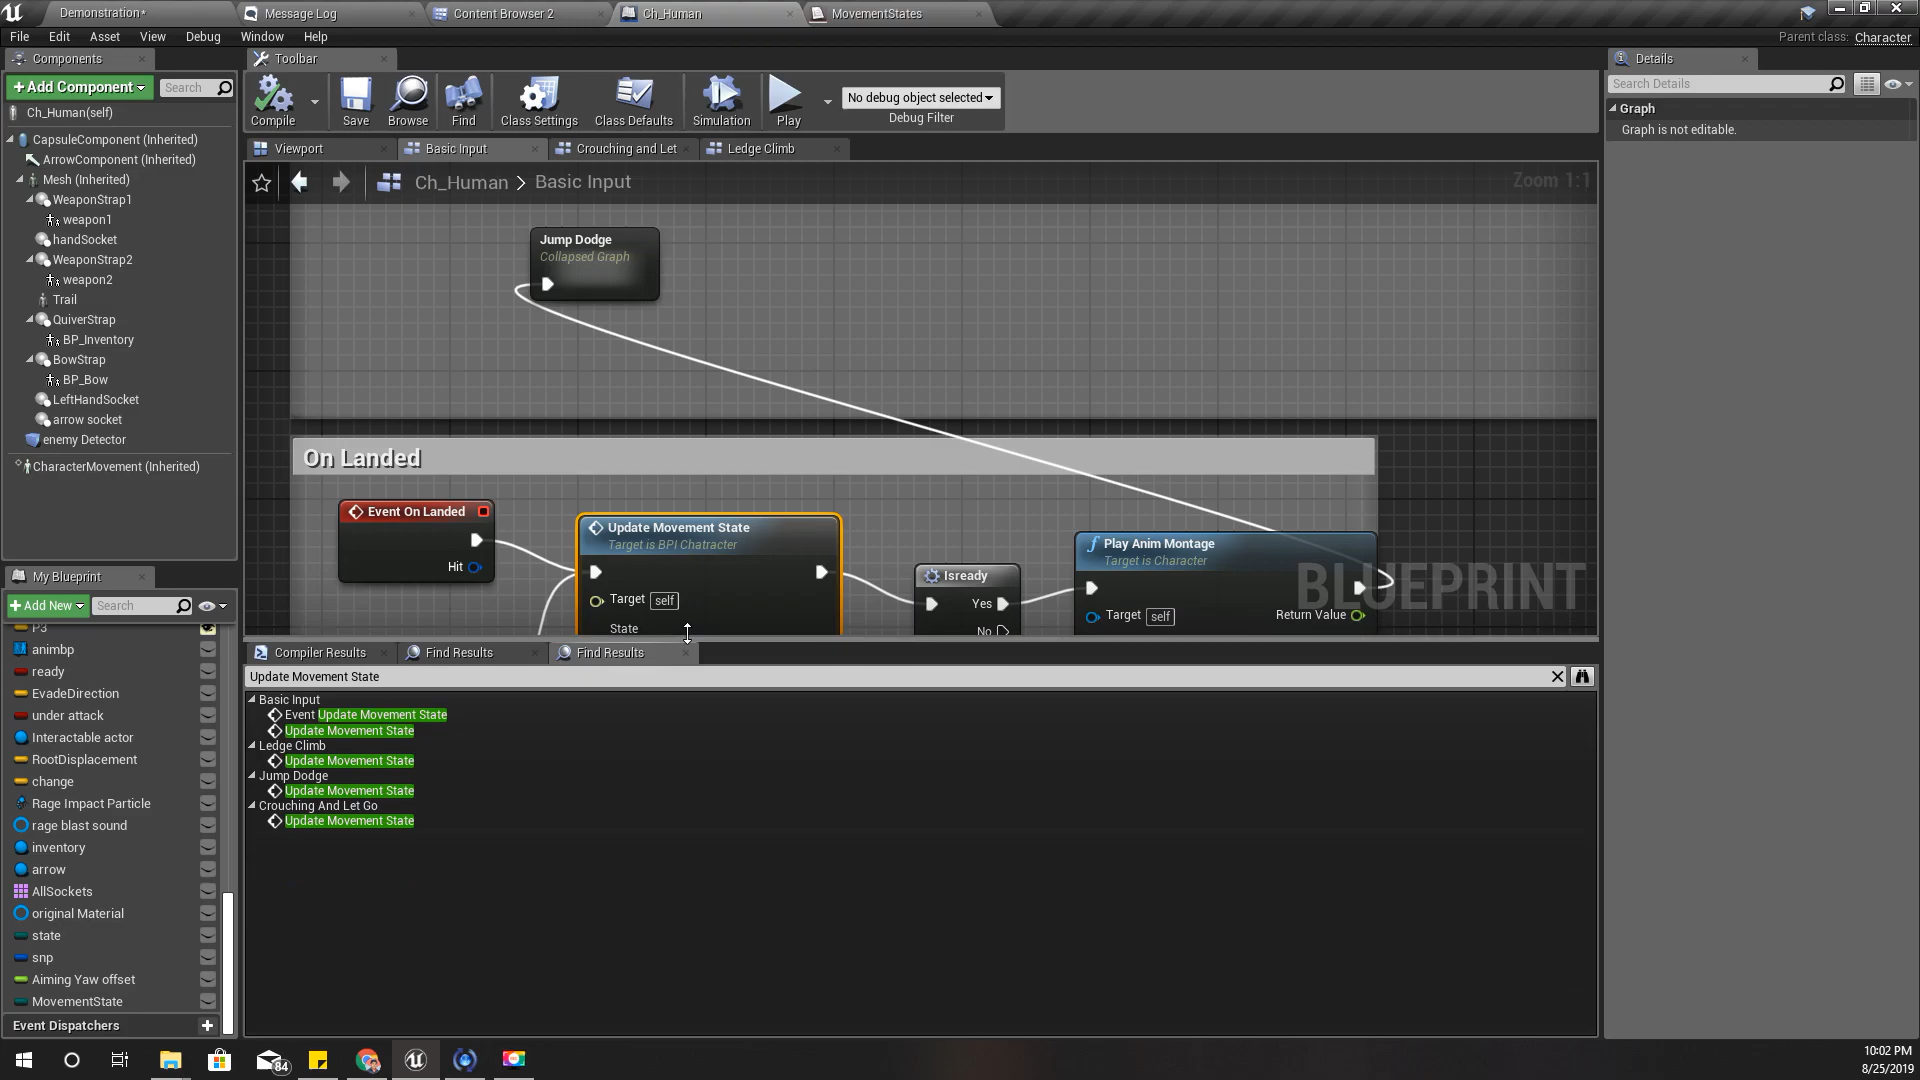 Demonstration*
Message Log
Content Browser 2
Ch_Human
MovementStates
File Edit Asset View Debug Window Help
Parent class: Character
Components
Toolbar
Details
+Add Component
Search
Ch_Human(self)
CapsuleComponent (Inherited)
ArrowComponent (Inherited)
Mesh (Inherited)
WeaponStrap1
weapon1
handSocket
WeaponStrap2
weapon2
Trail
QuiverStrap
BP_Inventory
BowStrap
BP_Bow
LeftHandSocket
arrow socket
enemy Detector
CharacterMovement (Inherited)
Compile
Save
Browse
Find
Class Settings
Class Defaults
Simulation
Play
No debug object selected
Debug Filter
Search Details
Graph
Graph is not editable.
Viewport
Basic Input
Crouching and Let
Ledge Climb
Ch_Human > Basic Input
Zoom 1:1
Jump Dodge
Collapsed Graph
On Landed
Event On Landed
Hit
Update Movement State
Target is BPI Chatracter
Target self
State
Isready
Yes
No
Play Anim Montage
Target is Character
Target self
Return Value
BLUEPRINT
My Blueprint
+Add New
Search
P3
animbp
ready
EvadeDirection
under attack
Interactable actor
RootDisplacement
change
Rage Impact Particle
rage blast sound
inventory
arrow
AllSockets
original Material
state
snp
Aiming Yaw offset
MovementState
Event Dispatchers
Compiler Results
Find Results
Find Results
Update Movement State
Basic Input
Event Update Movement State
Update Movement State
Ledge Climb
Update Movement State
Jump Dodge
Update Movement State
Crouching And Let Go
Update Movement State
84
10:02 PM
8/25/2019